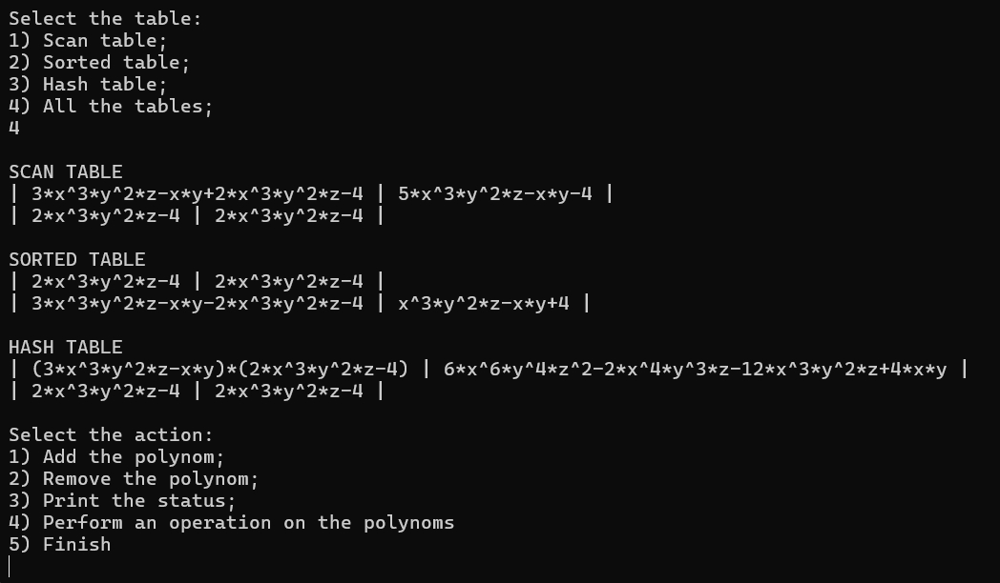 Select the table:
1) Scan table;
2) Sorted table;
3) Hash table;
4) All the tables;
4
SCAN TABLE
| 3*x^3*y^2*z-x*y+2*x^3*y^2*z-4 | 5*x^3*y^2*z-x*y-4 |
| 2*x^3*y^2*z-4 | 2*x^3*y^2*z-4 |
SORTED TABLE
| 2*x^3*y^2*z-4 | 2*x^3*y^2*z-4 |
| 3*x^3*y^2*z-x*y-2*x^3*y^2*z-4 | x^3*y^2*z-x*y+4 |
HASH TABLE
| (3*x^3*y^2*z-x*y)*(2*x^3*y^2*z-4) | 6*x^6*y^4*z^2-2*x^4*y^3*z-12*x^3*y^2*z+4*x*y |
| 2*x^3*y^2*z-4 | 2*x^3*y^2*z-4 |
Select the action:
1) Add the polynom;
2) Remove the polynom;
3) Print the status;
4) Perform an operation on the polynoms
5) Finish